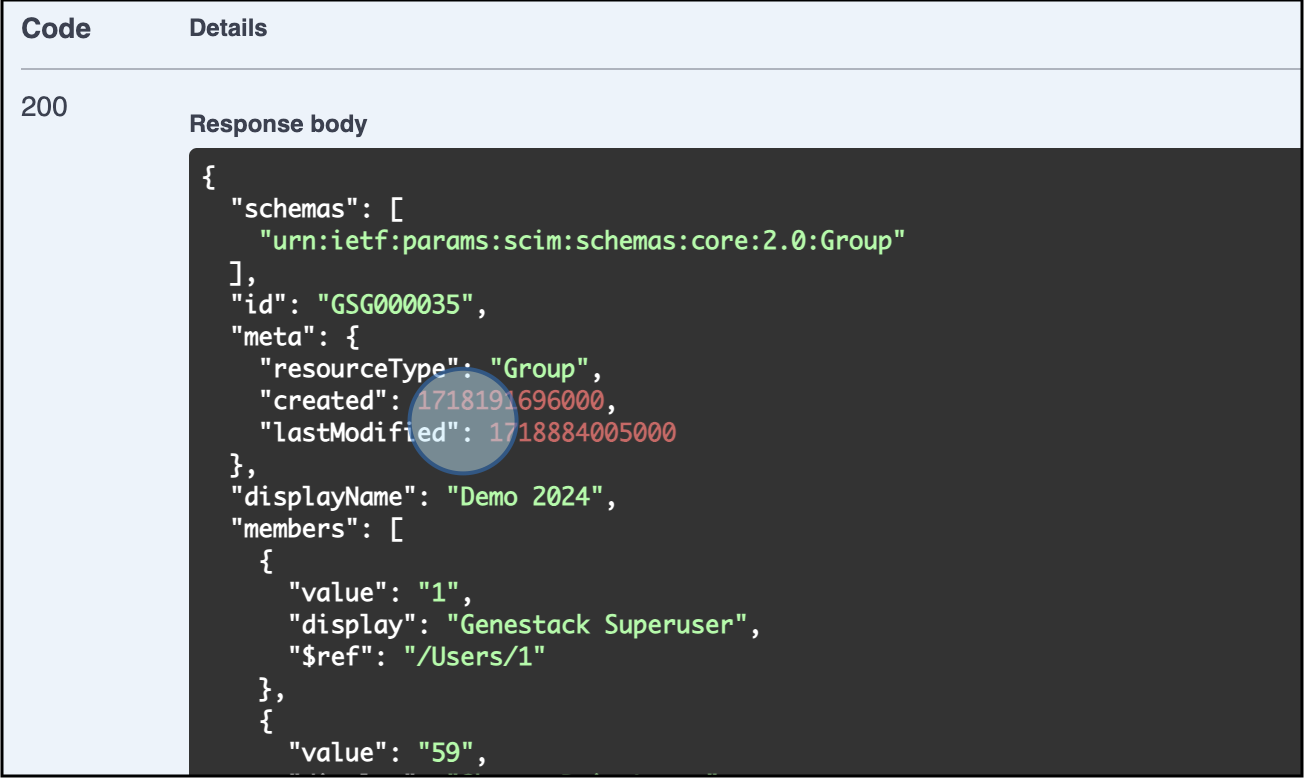 Code Details
200
Response body
{
"schemas": [
"urn:ietf:params:scim:schemas:core:2.0:Group"
],
"id": "GSG000035",
"meta": {
"resourceType": "Group",
"created": 1718191696000,
"lastModified": 1718884005000
},
"displayName": "Demo 2024",
"members": [
{
"value": "1",
"display": "Genestack Superuser",
"$ref": "/Users/1"
},
{
"value": "59",